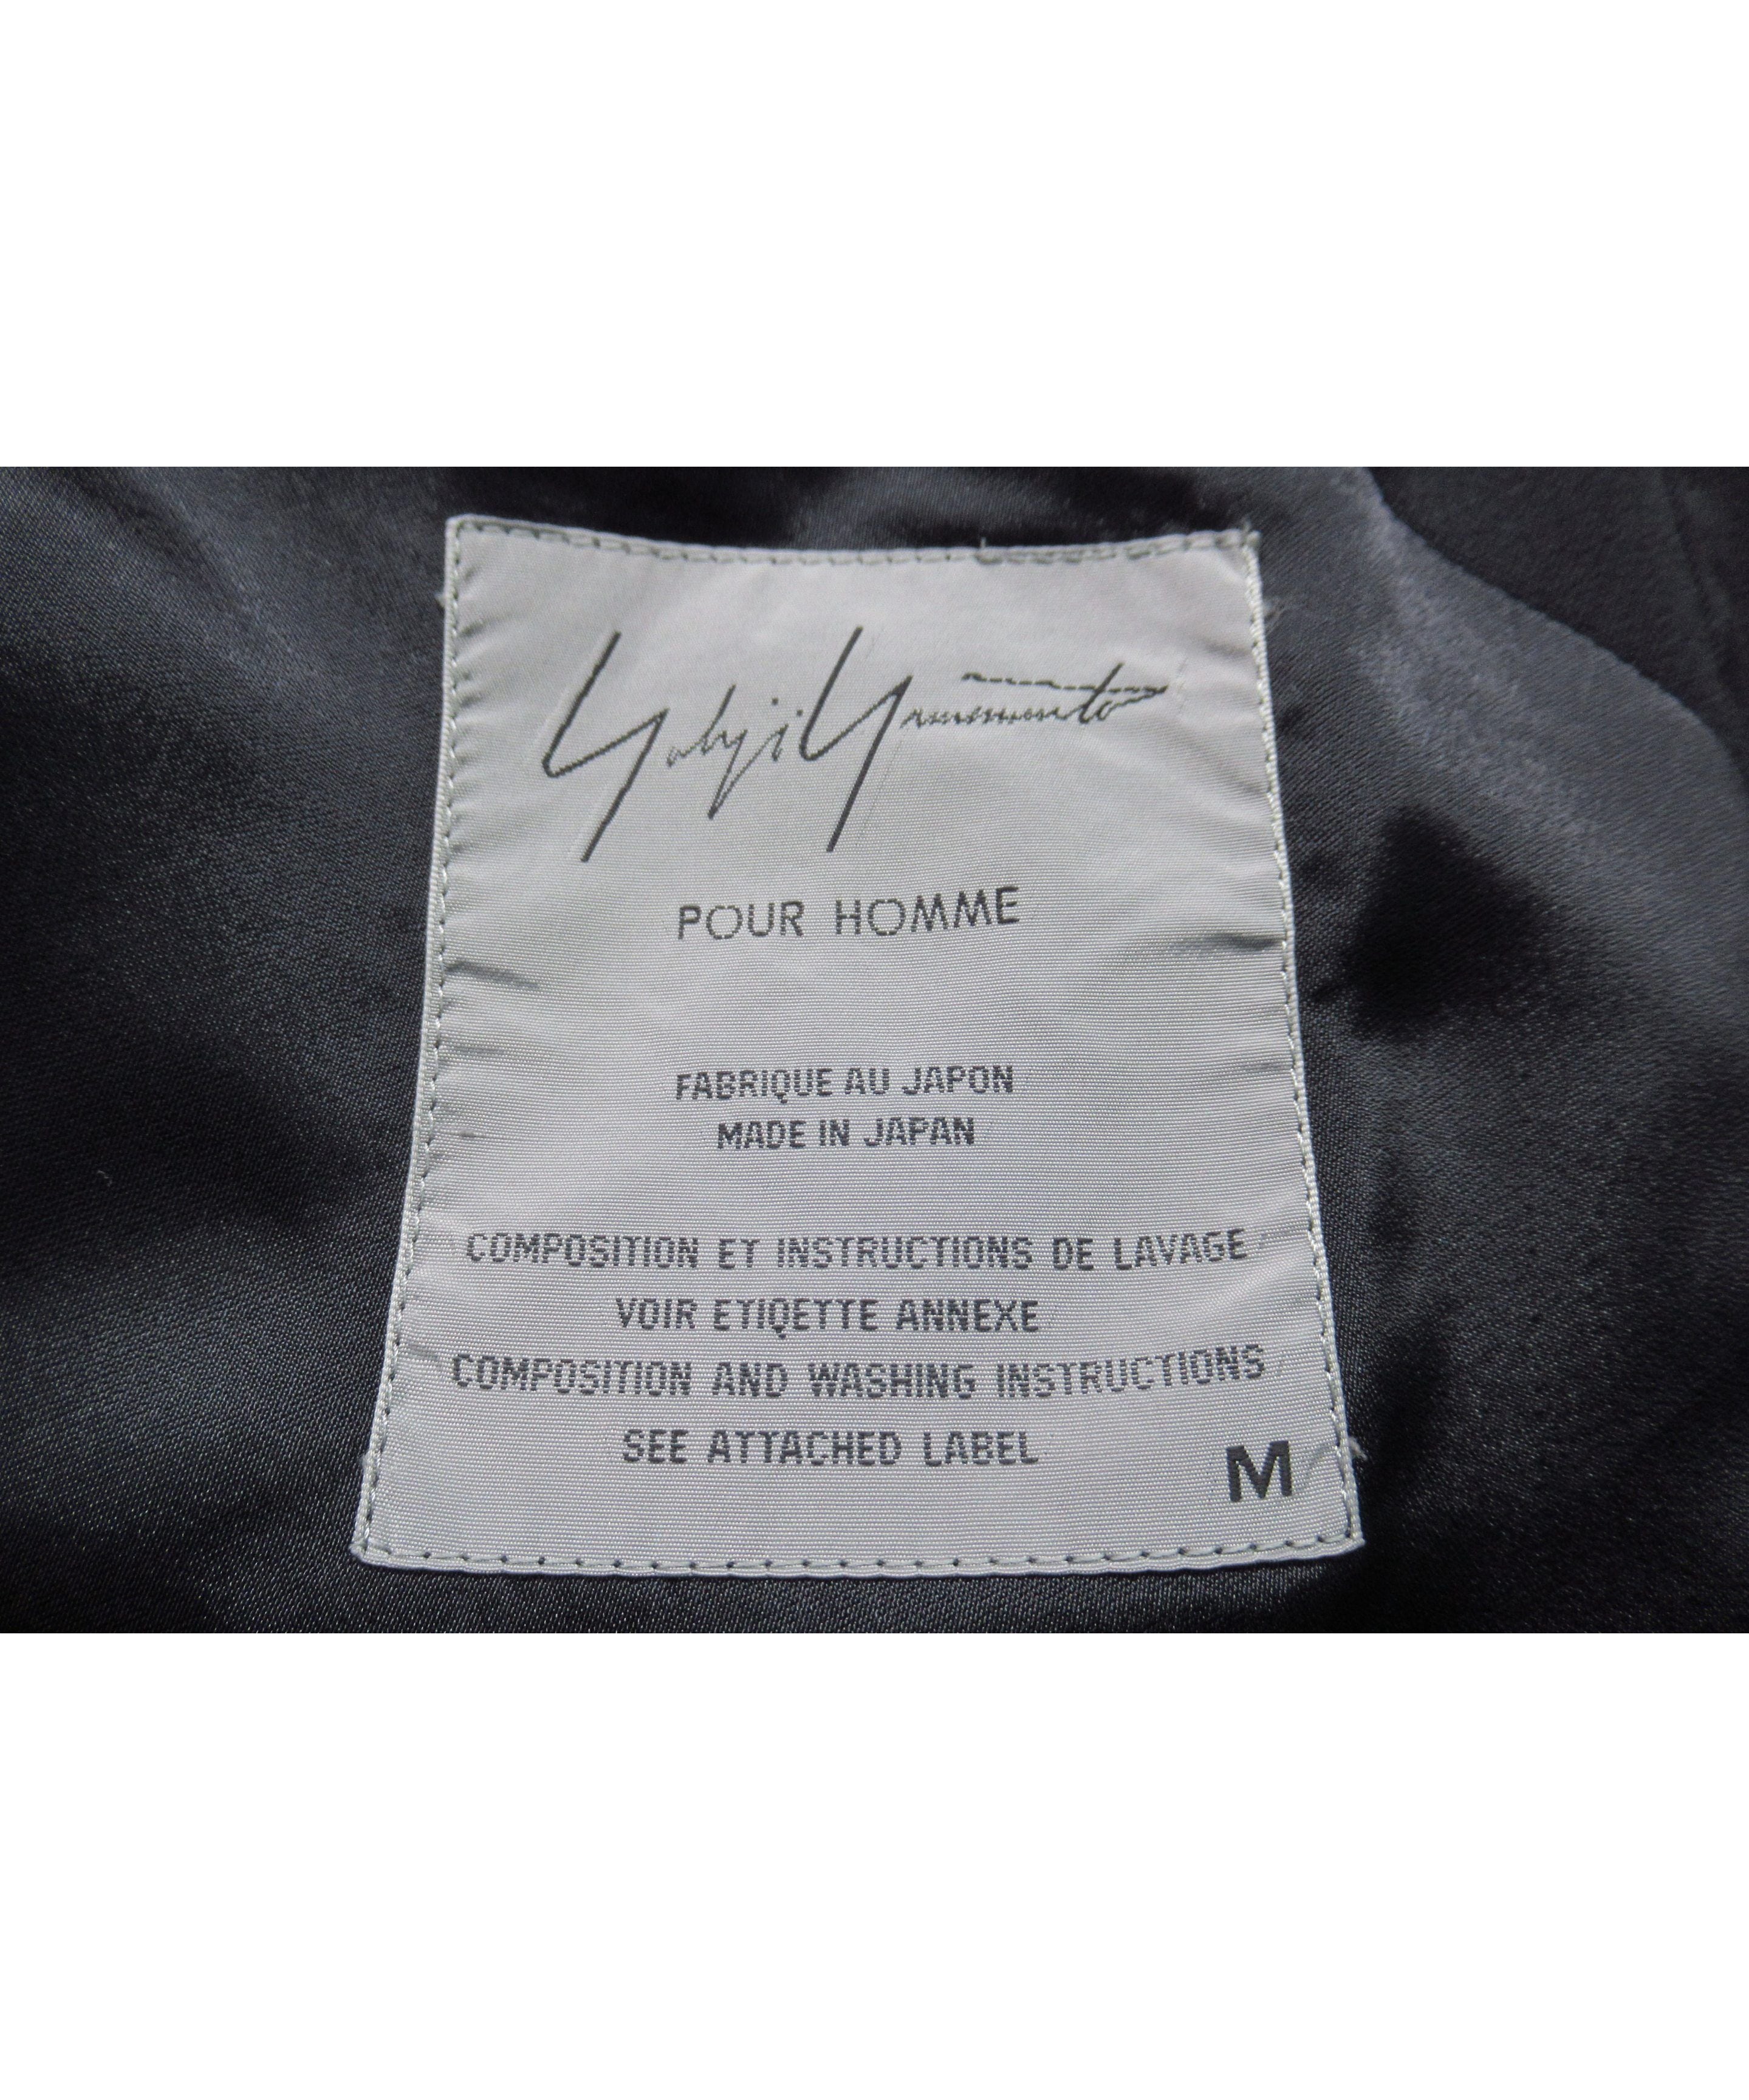 Yohji Yamamoto
POUR HOMME
FABRIQUE AU JAPON
MADE IN JAPAN
COMPOSITION ET INSTRUCTIONS DE LAVAGE
VOIR ETIQETTE ANNEXE
COMPOSITION AND WASHING INSTRUCTIONS
SEE ATTACHED LABEL
M